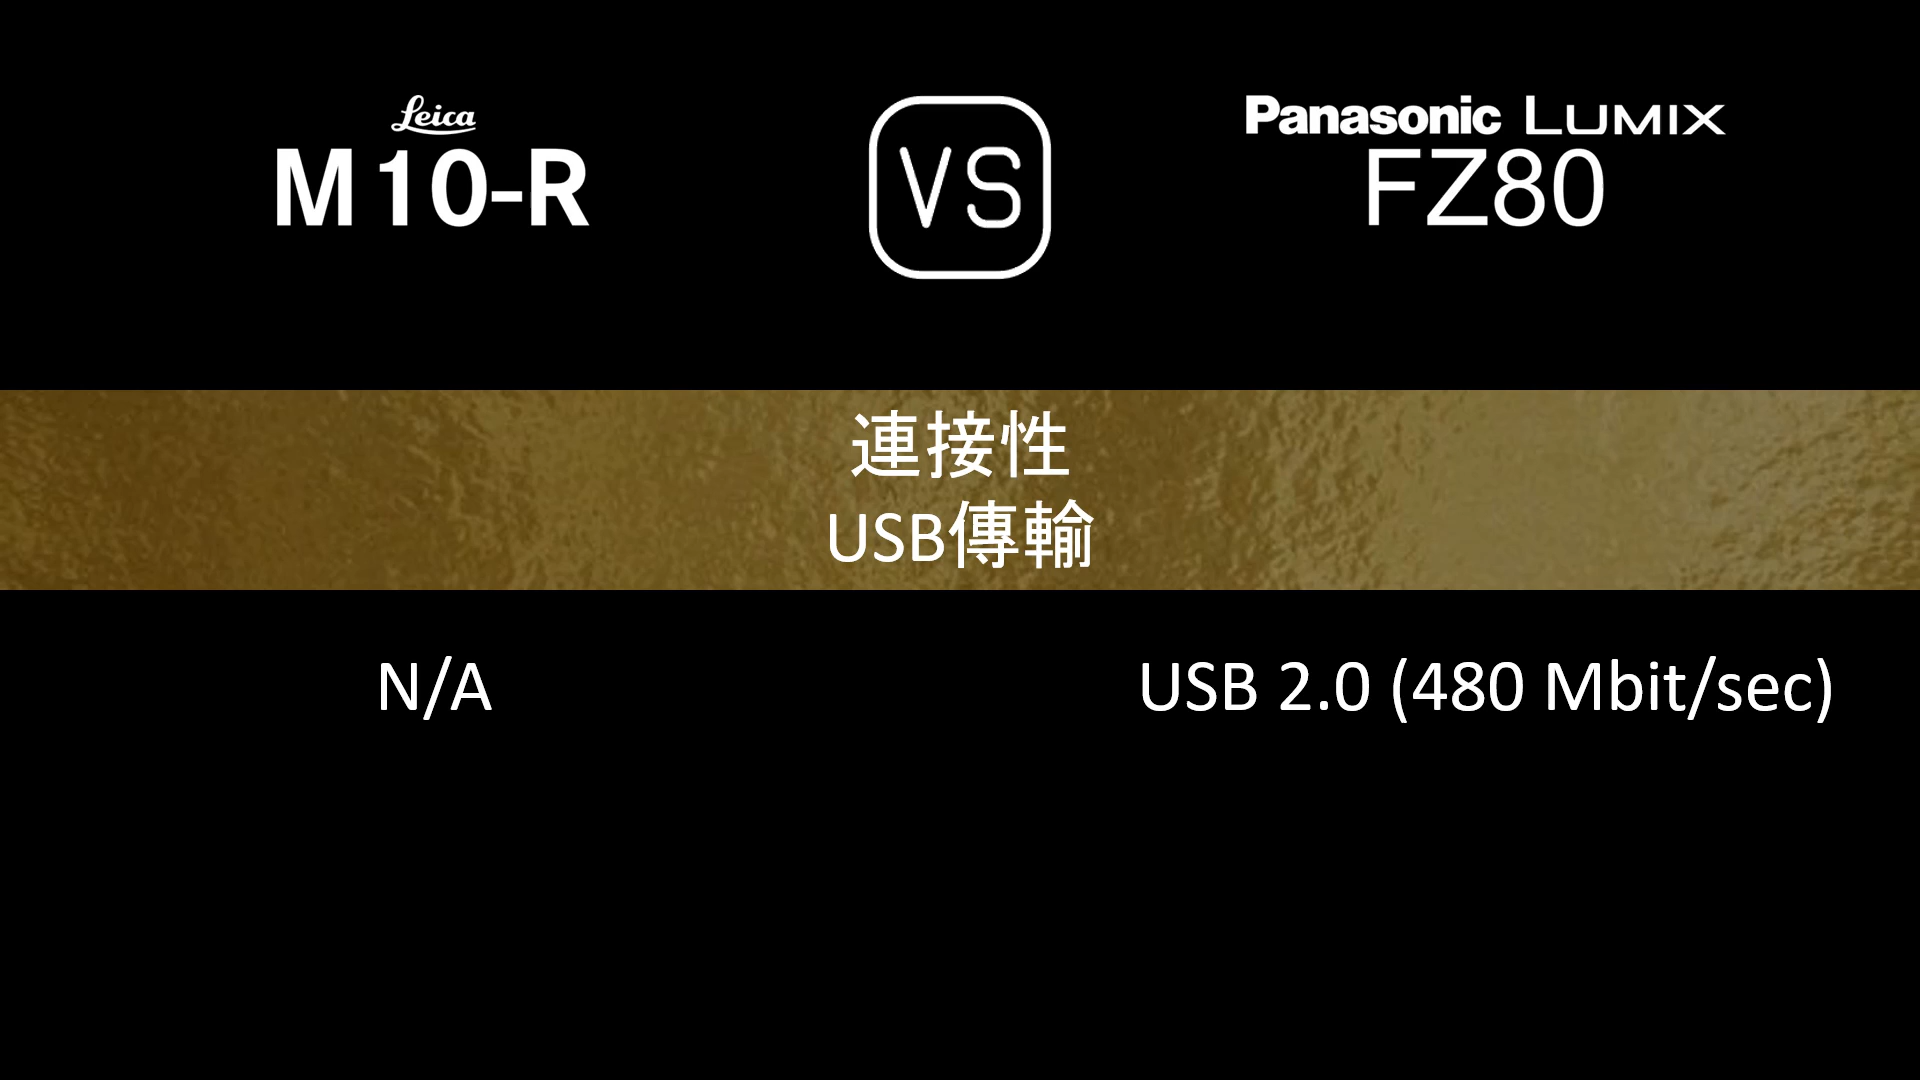 Leica
M10-R
VS
Panasonic LUMIX
FZ80
連接性
USB傳輸
N/A
USB 2.0 (480 Mbit/sec)